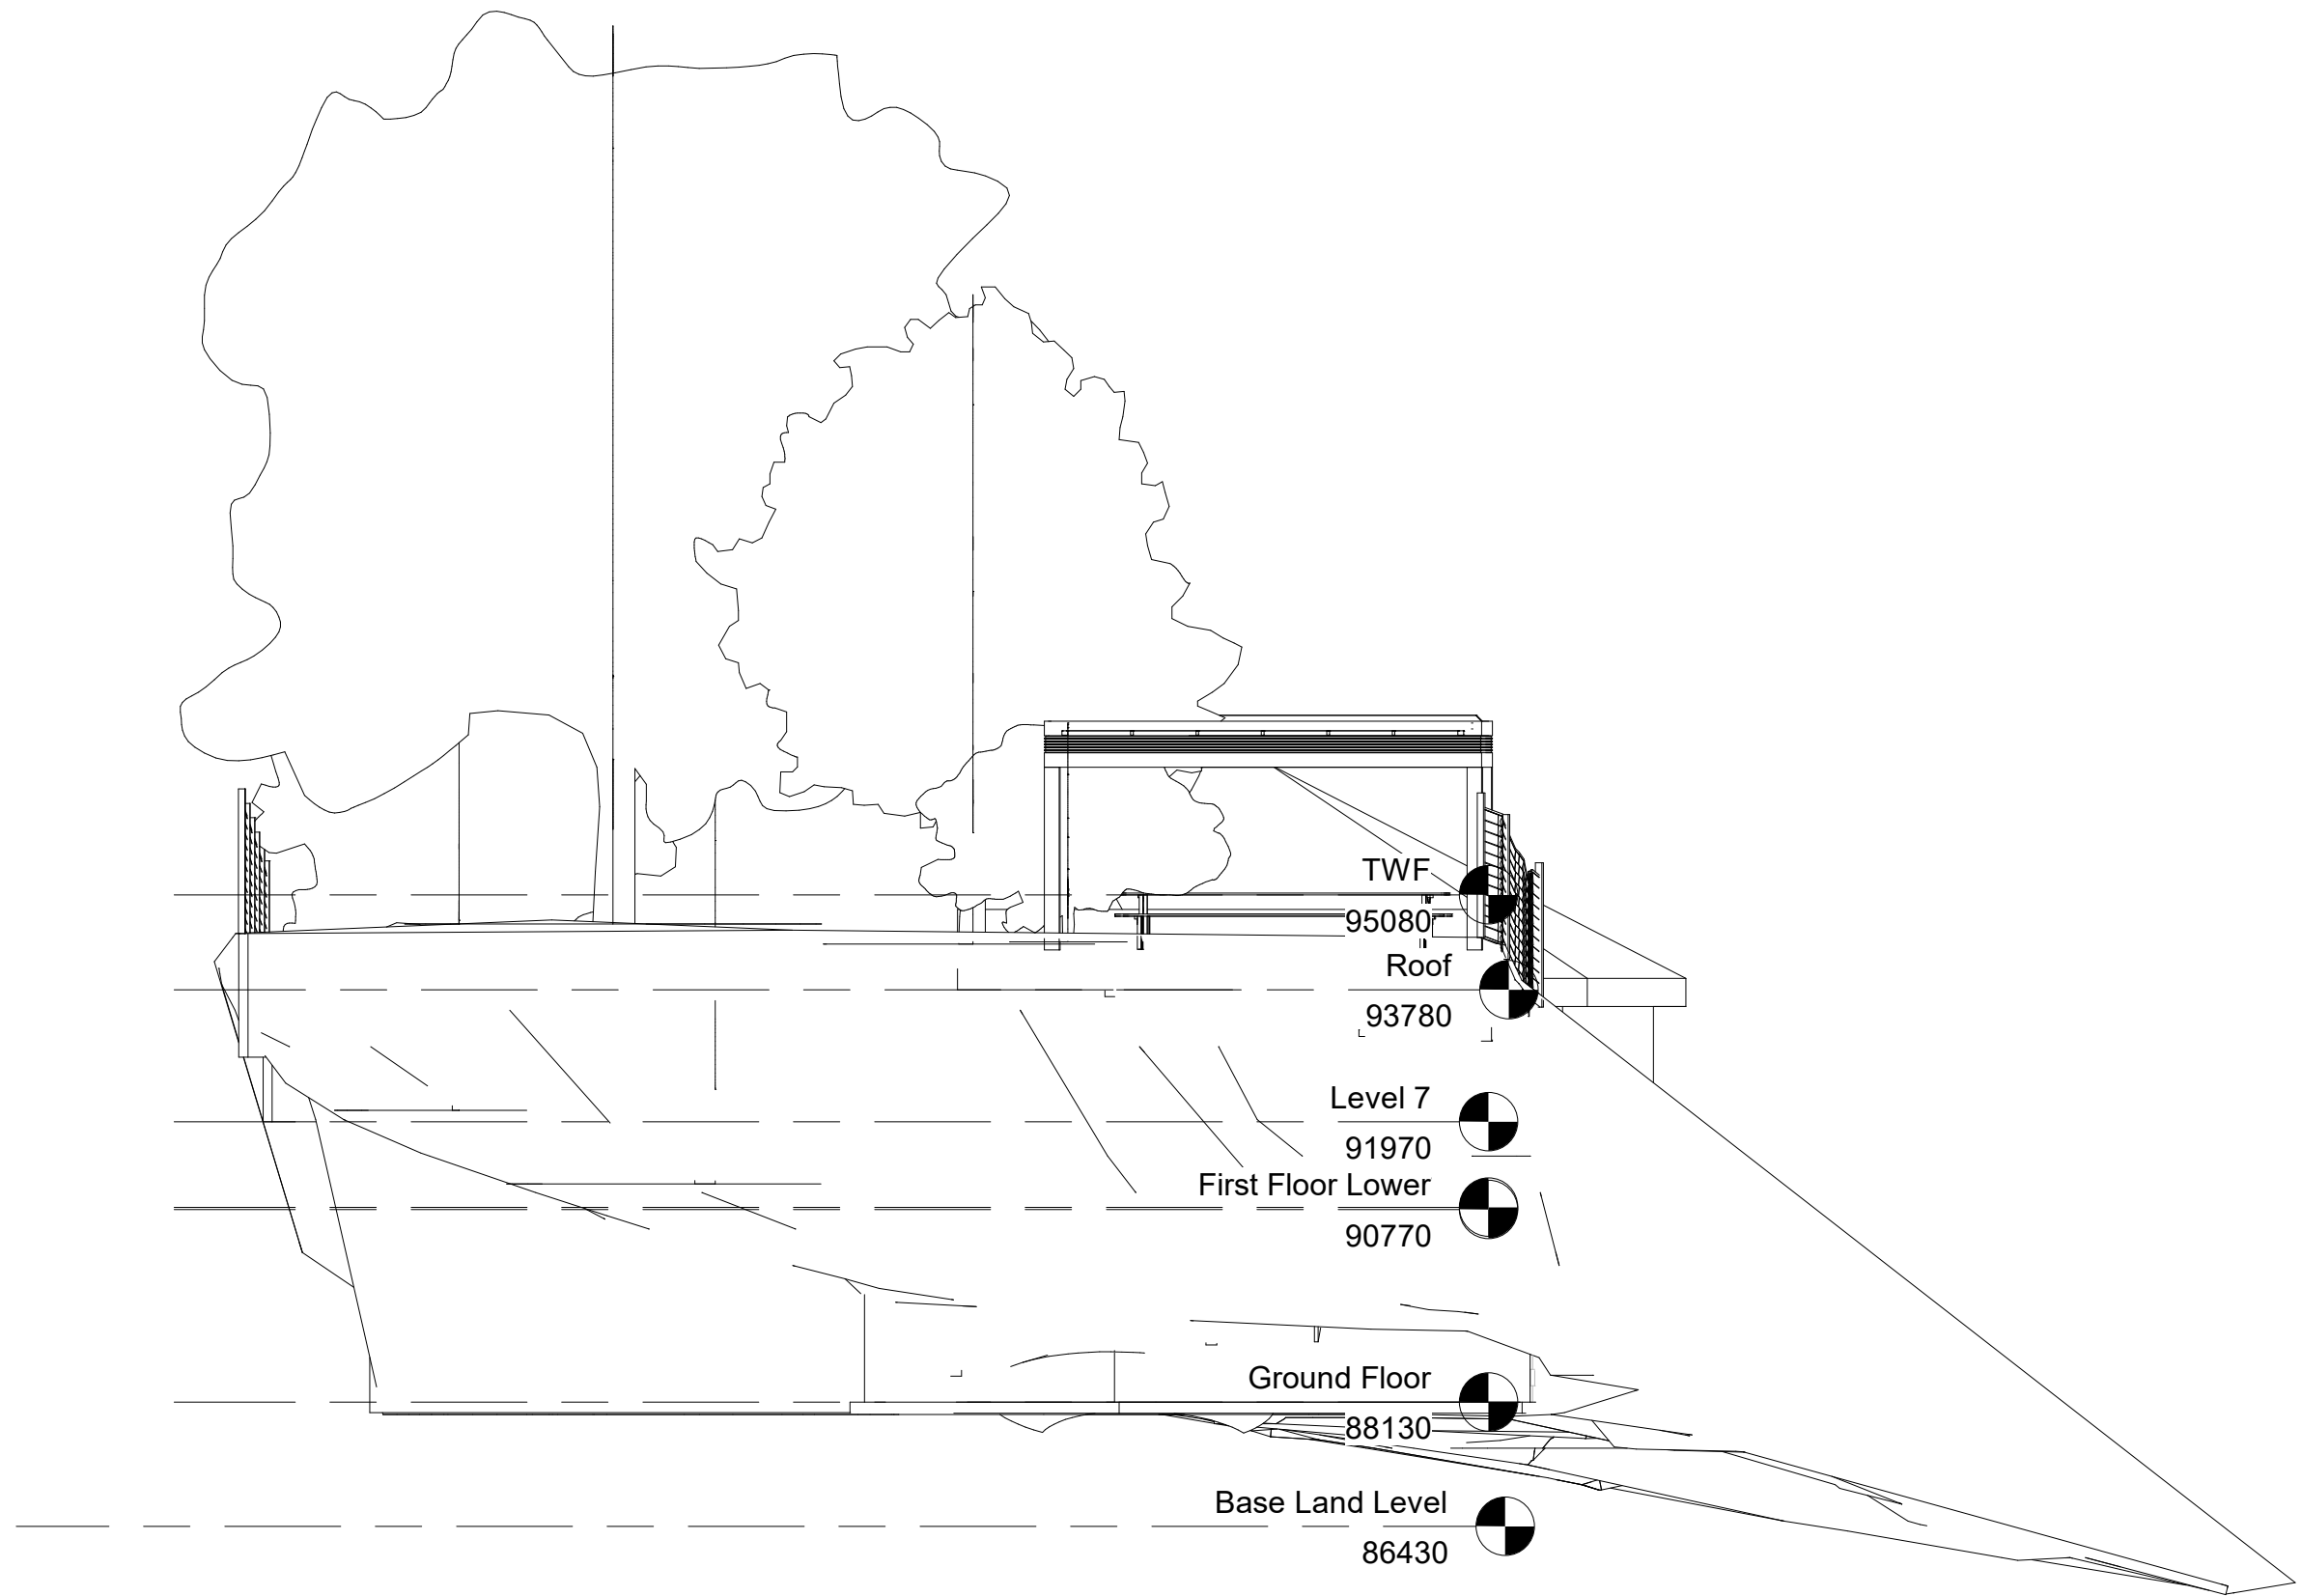 TWF
95080
Roof
93780
Level 7
91970
First Floor Lower
90770
Ground Floor
88130
Base Land Level
86430